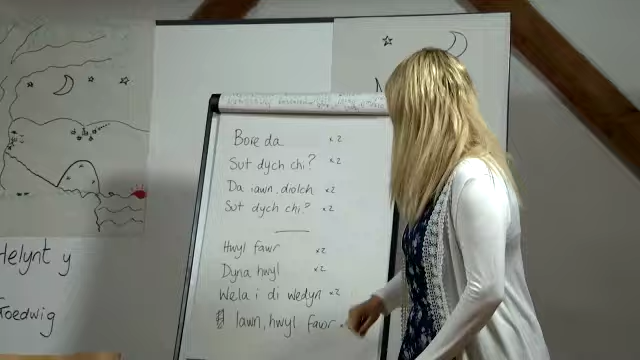 Bore da x2
Sut dych chi? x2
Da iawn, diolch x2
Sut dych chi? x2
Hwyl fawr x2
Dyna hwyl x2
Wela i di wedyn x2
Iawn, hwyl fawr
Helynt y
Goedwig